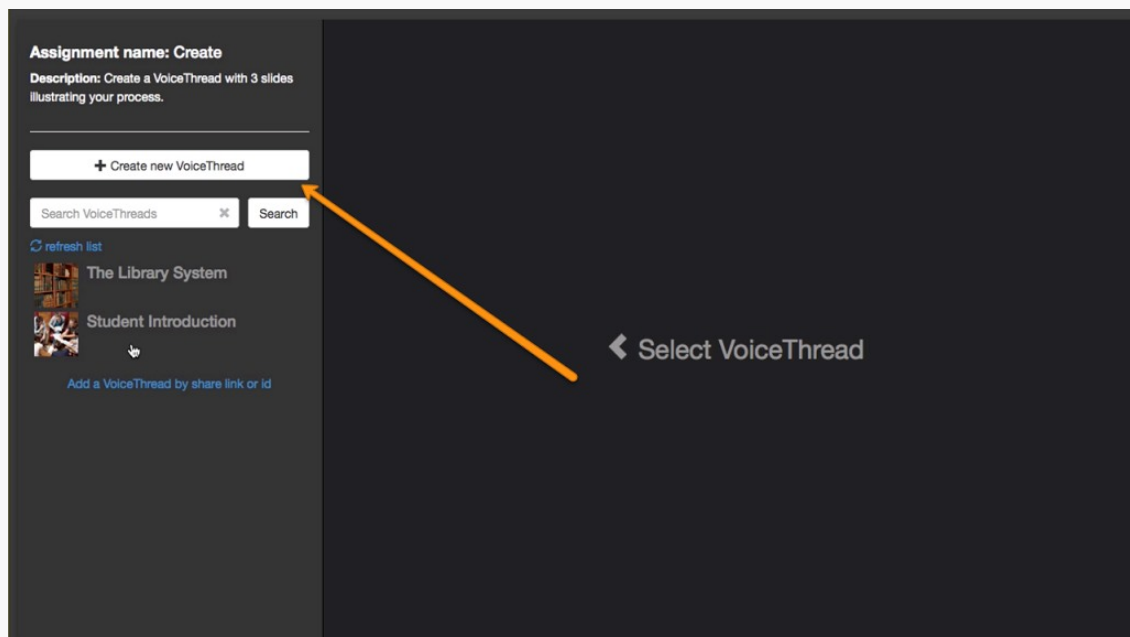 Assignment name: Create
Description: Create a VoiceThread with 3 slides
illustrating your process.
Create new VoiceThread
Search VoiceThreads
Search
refresh list
The Library System
Student Introduction
Add a VoiceThread by share link or id
Select VoiceThread